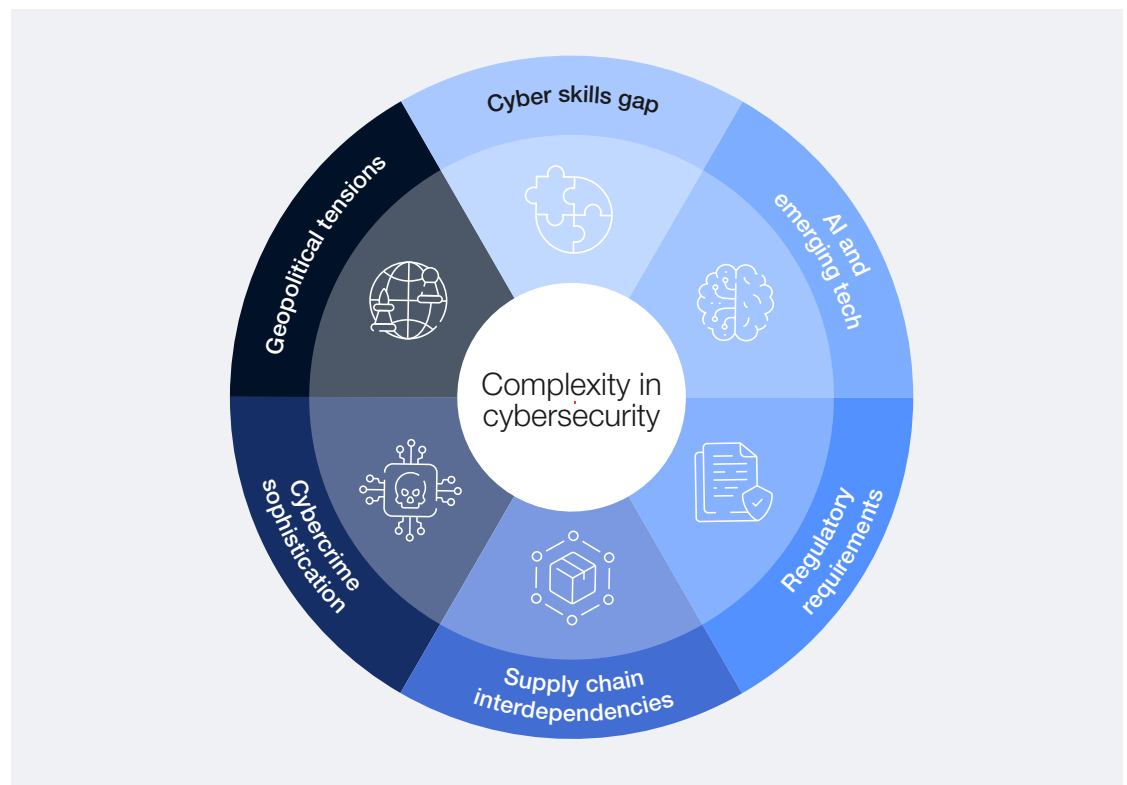 Cyber skills gap
AI and
emerging tech
Regulatory
requirements
Supply chain
interdependencies
Cybercrime
sophistication
Geopolitical tensions
Complexity in
cybersecurity